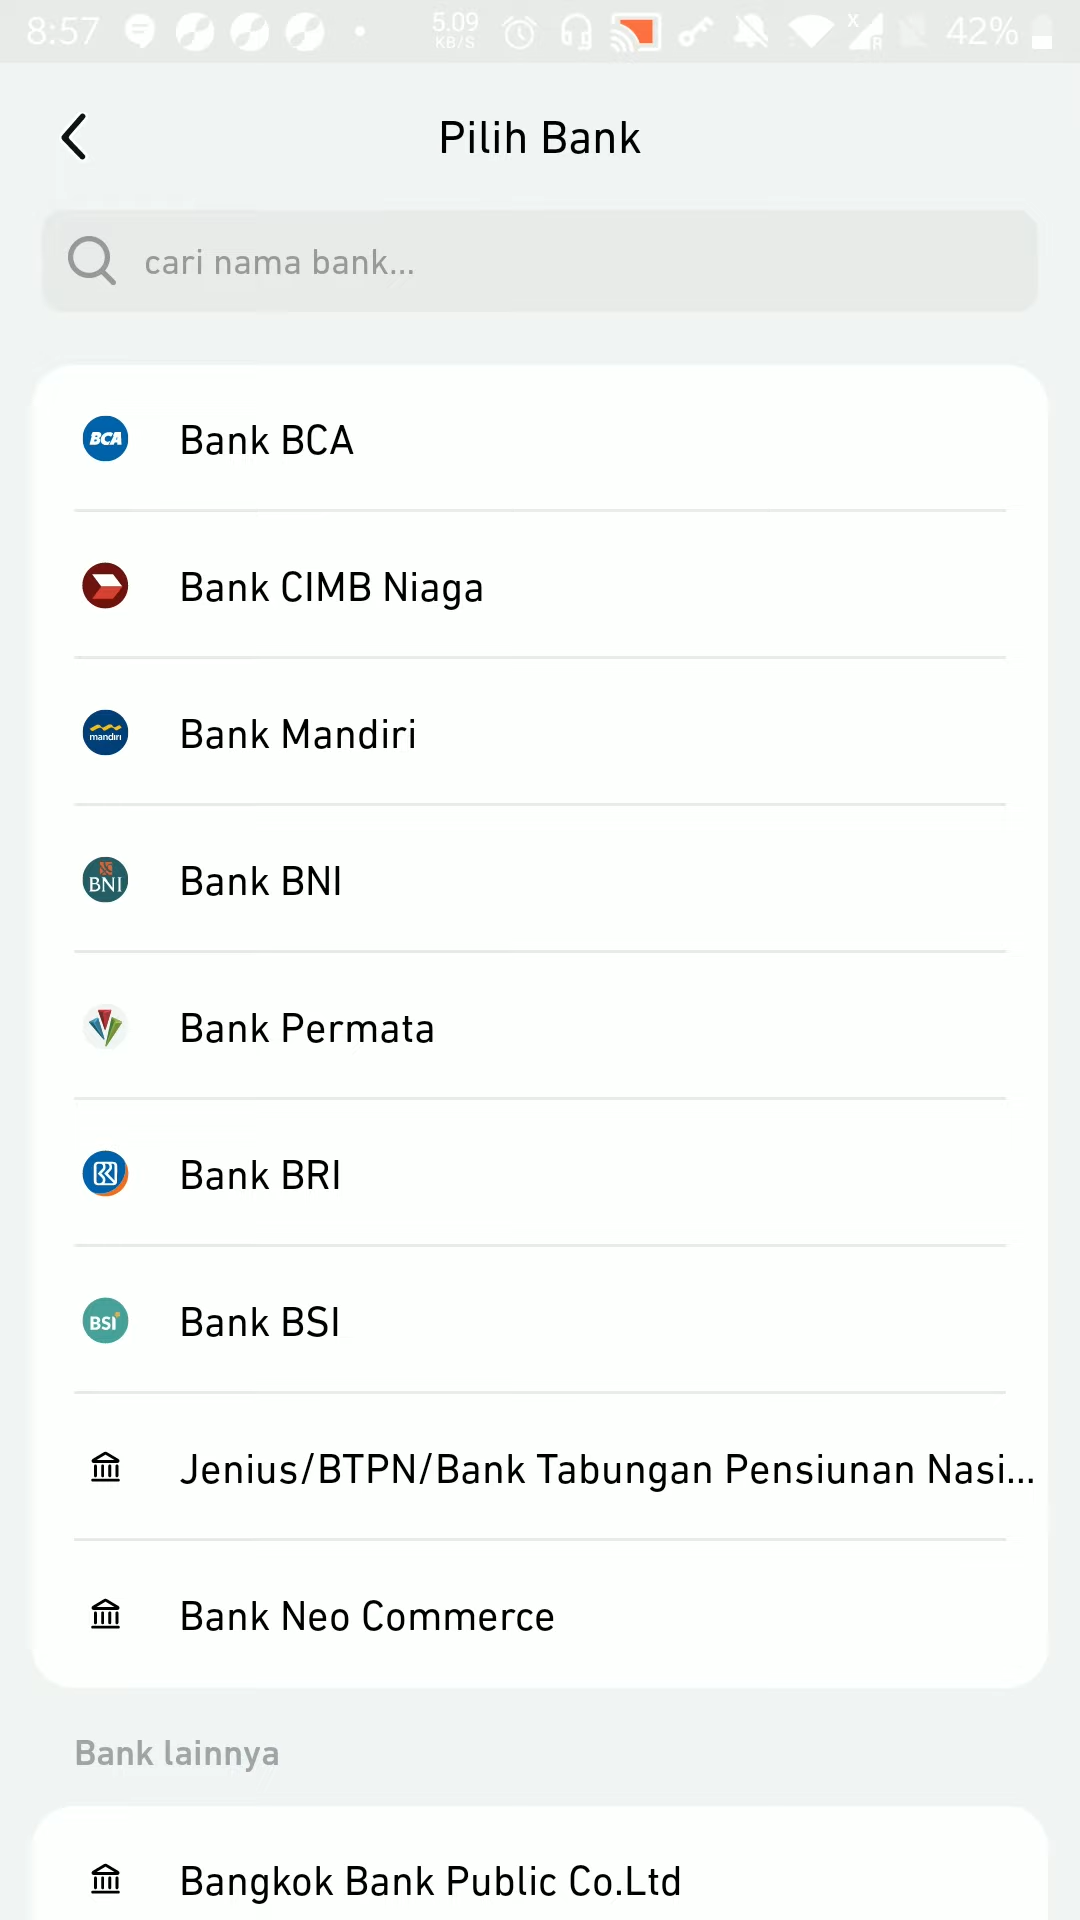 8:57
5.09
KB/S
X
R
42%
Pilih Bank
cari nama bank...
BCA
Bank BCA
Bank CIMB Niaga
mandiri
Bank Mandiri
BNI
Bank BNI
Bank Permata
Bank BRI
BSI
Bank BSI
Jenius/BTPN/Bank Tabungan Pensiunan Nasi...
Bank Neo Commerce
Bank lainnya
Bangkok Bank Public Co.Ltd